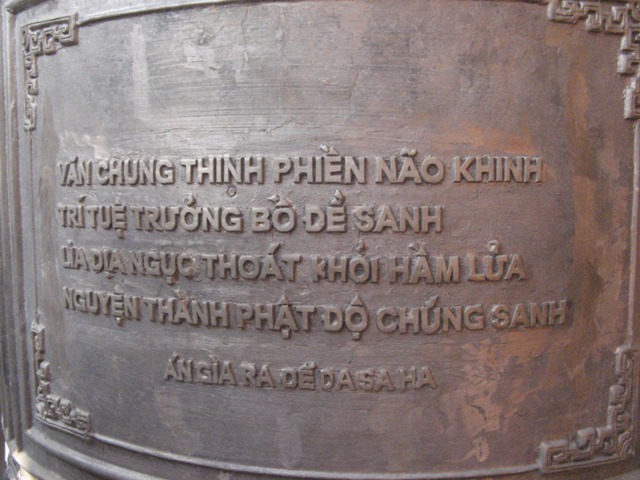 VĂN CHUNG THINH PHIỀN NÃO KHINH
TRÍ TUỆ TRƯỞNG BỒ ĐỀ SANH
LÌA ĐỊA NGỤC THOÁT KHỎI HẦM LỬA
NGUYỆN THÀNH PHẬT ĐỘ CHÚNG SANH
ÁN GIA RA ĐẾ DA SA HA